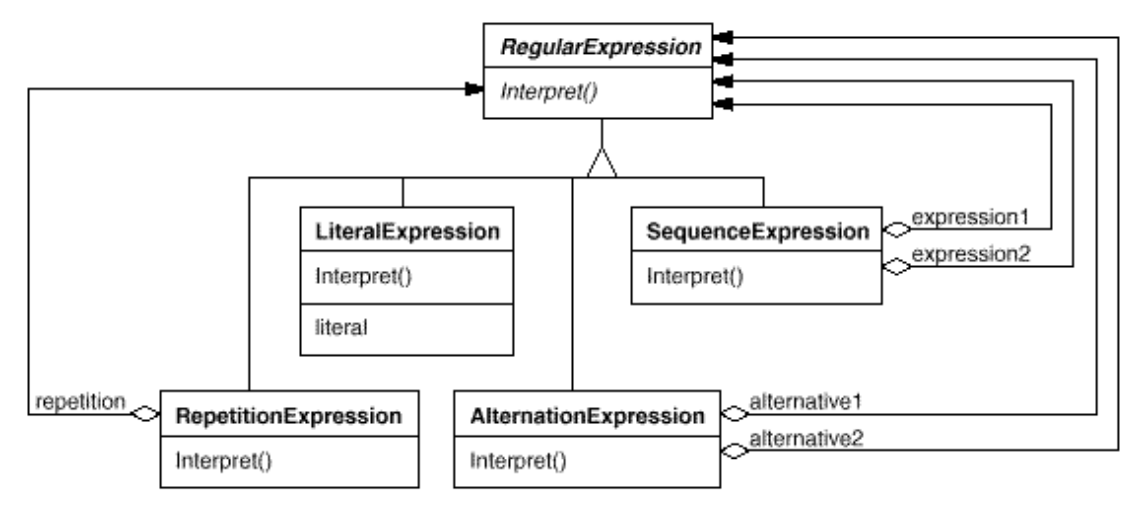 RegularExpression
Interpret()
LiteralExpression
Interpret()
literal
SequenceExpression
Interpret()
expression1
expression2
repetition
RepetitionExpression
Interpret()
AlternationExpression
Interpret()
alternative1
alternative2